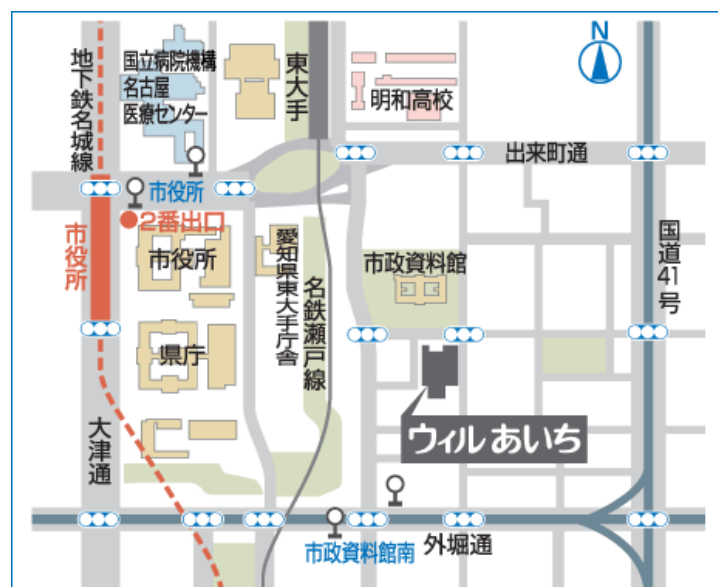 N
国立病院機構
名古屋
医療センター
地下鉄名城線
東大手
明和高校
出来町通
市役所
2番出口
市役所
市役所
愛知県東大手庁舎
名鉄瀬戸線
市政資料館
国道41号
県庁
大津通
ウィルあいち
市政資料館南
外堀通